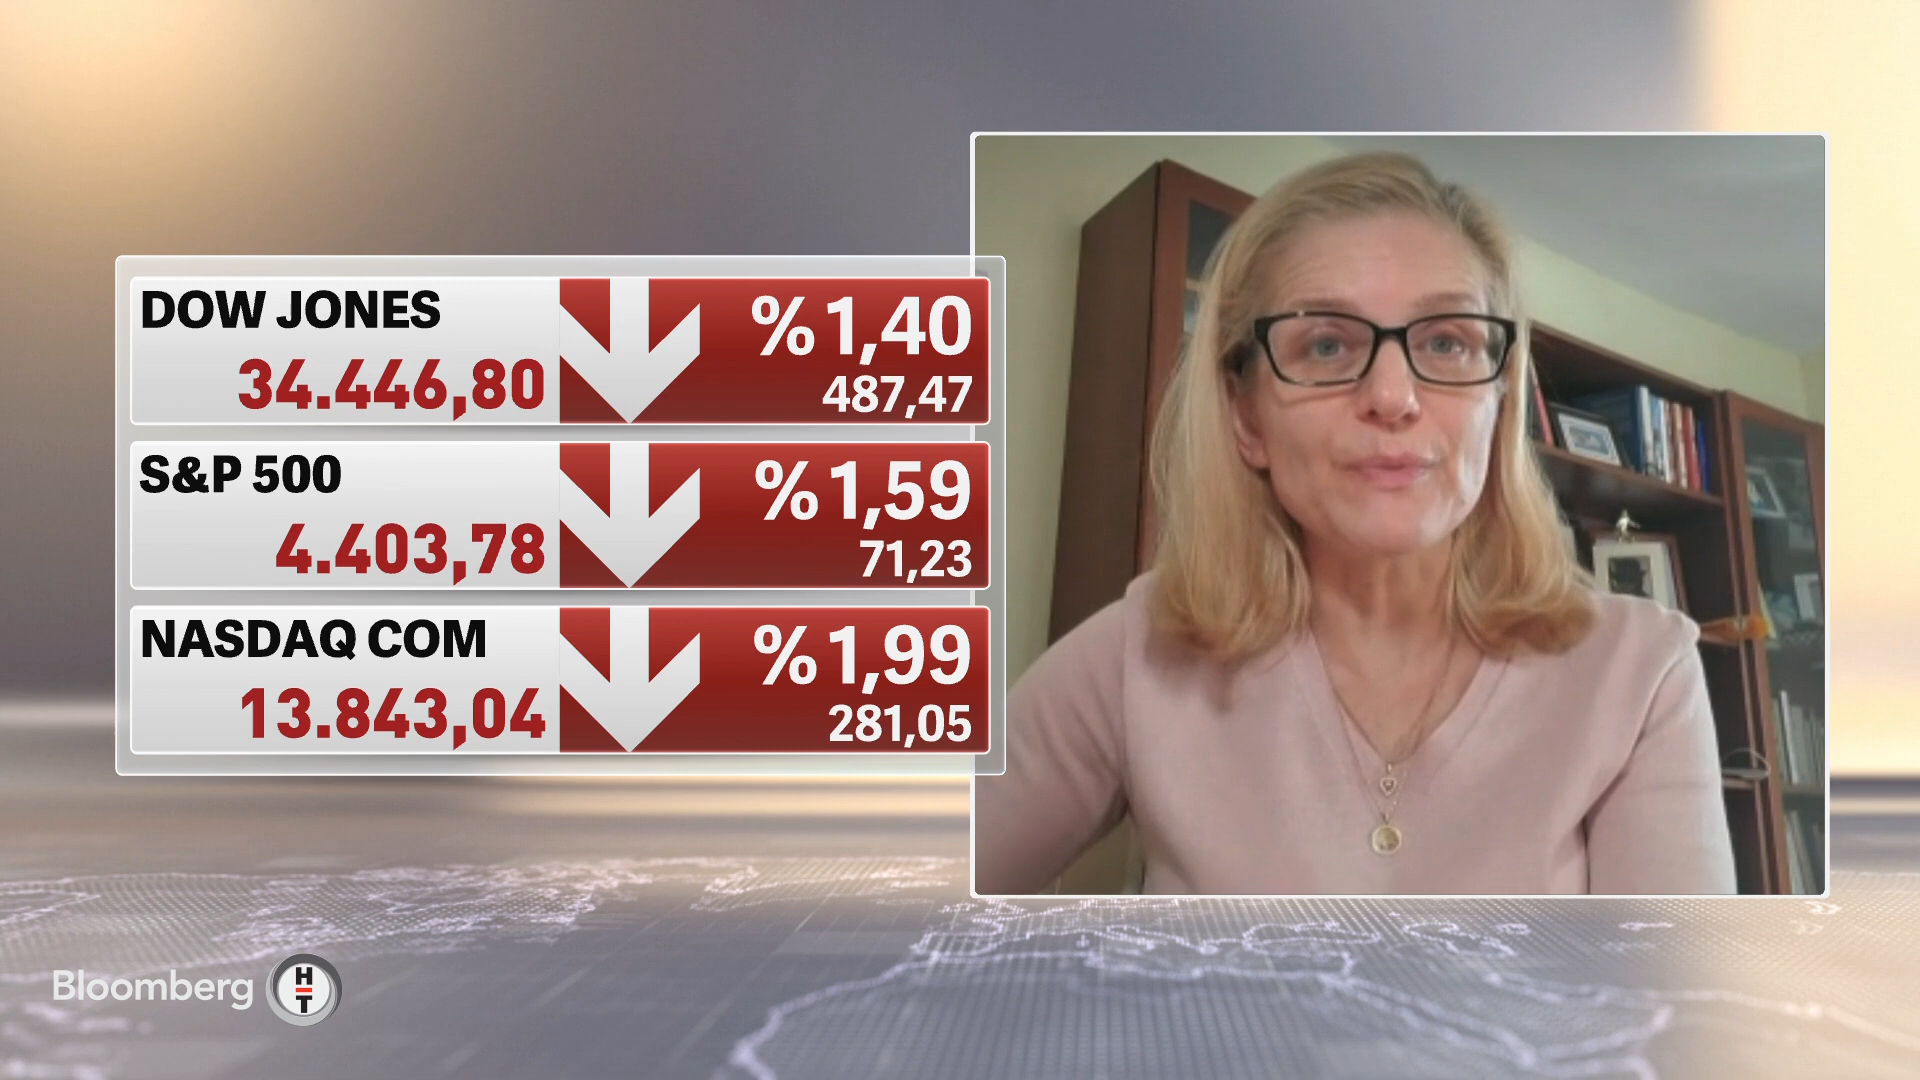 DOW JONES
34.446,80
%1,40
487,47
S&P 500
4.403,78
%1,59
71,23
NASDAQ COM
13.843,04
%1,99
281,05
Bloomberg HT